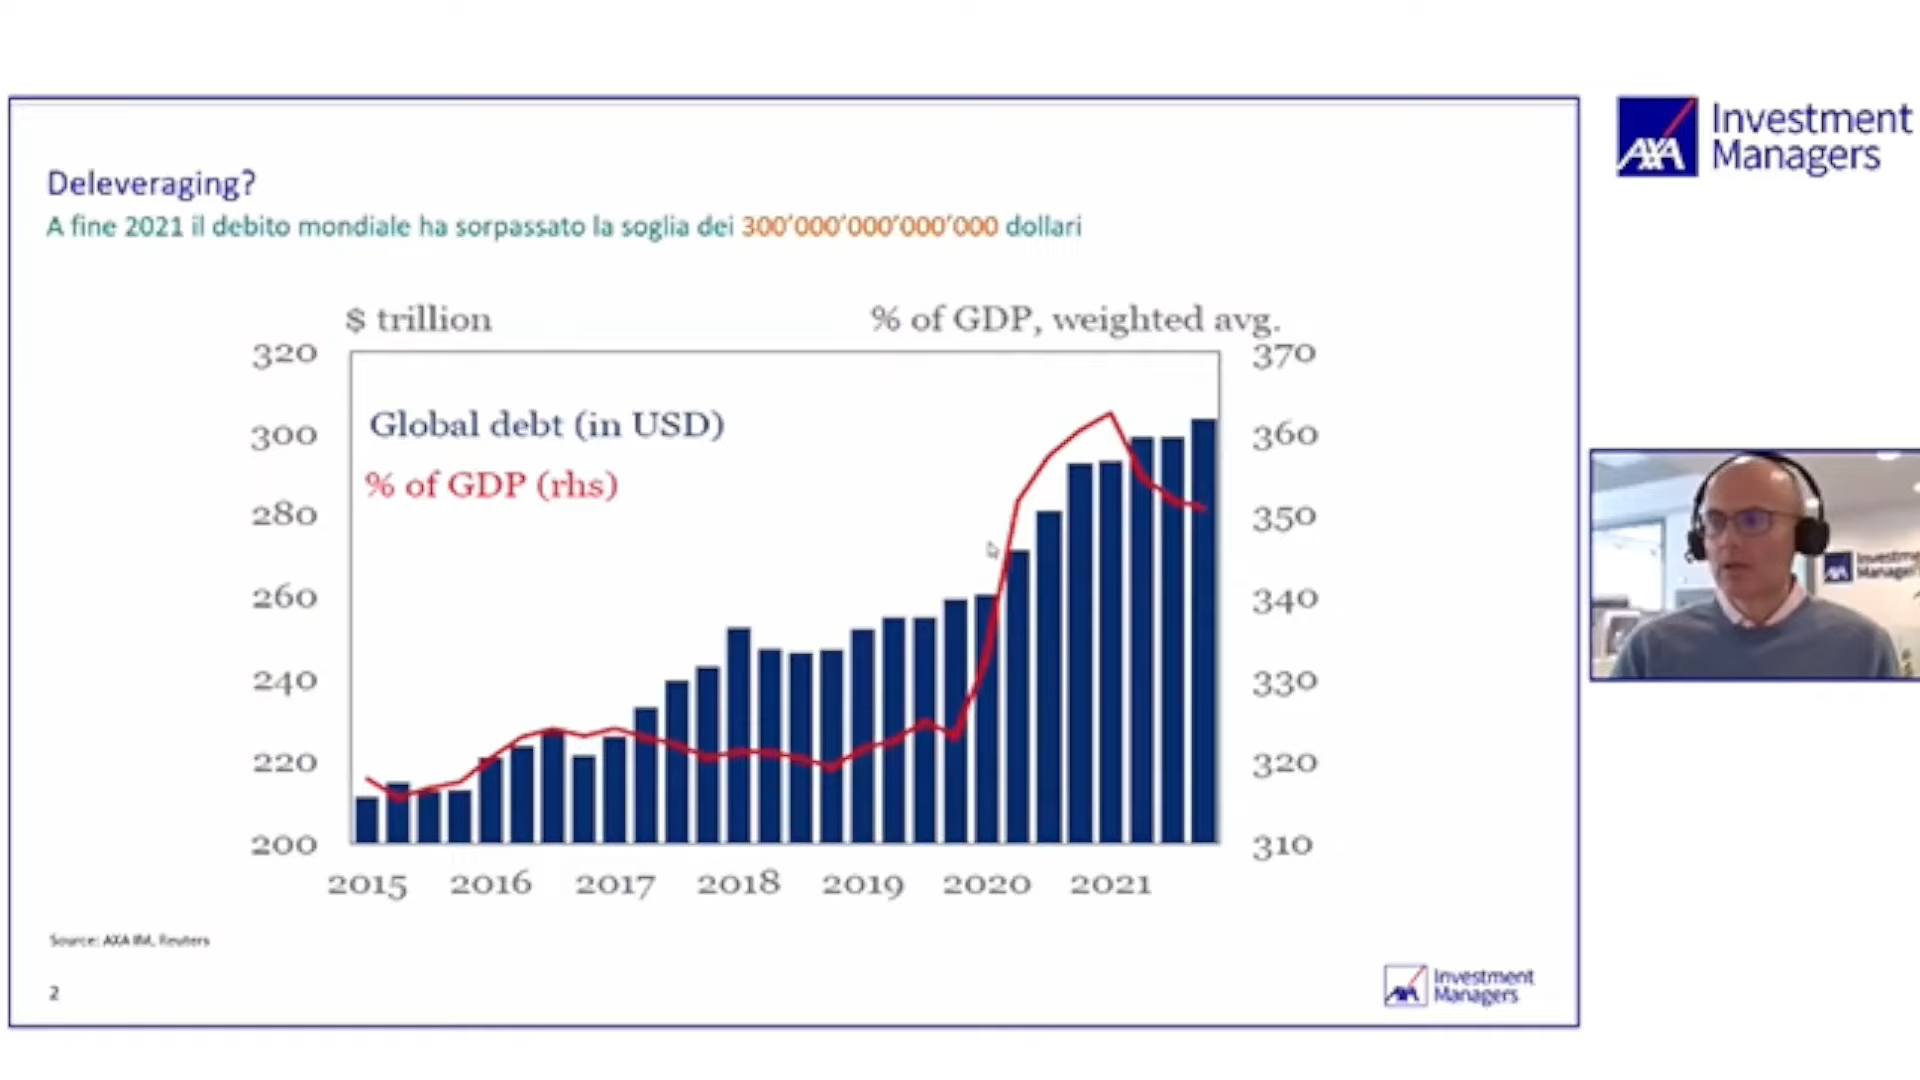 Deleveraging?
A fine 2021 il debito mondiale ha sorpassato la soglia dei 300’000’000’000’000 dollari
$ trillion
% of GDP, weighted avg.
320
300
280
260
240
220
200
370
360
350
340
330
320
310
Global debt (in USD)
% of GDP (rhs)
2015 2016 2017 2018 2019 2020 2021
Source: AXA IM, Reuters
2
AXA Investment
Managers
AXA Investment
Managers
AXA